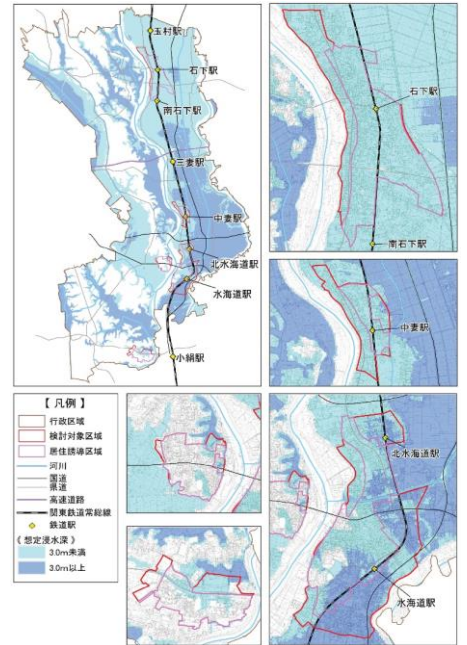 玉村駅
石下駅
南石下駅
三妻駅
中妻駅
北水海道駅
水海道駅
小絹駅
石下駅
南石下駅
中妻駅
北水海道駅
水海道駅
【 凡例 】
行政区域
検討対象区域
居住誘導区域
河川
国道
県道
高速道路
関東鉄道常総線
鉄道駅
《 想定浸水深 》
3.0m未満
3.0m以上